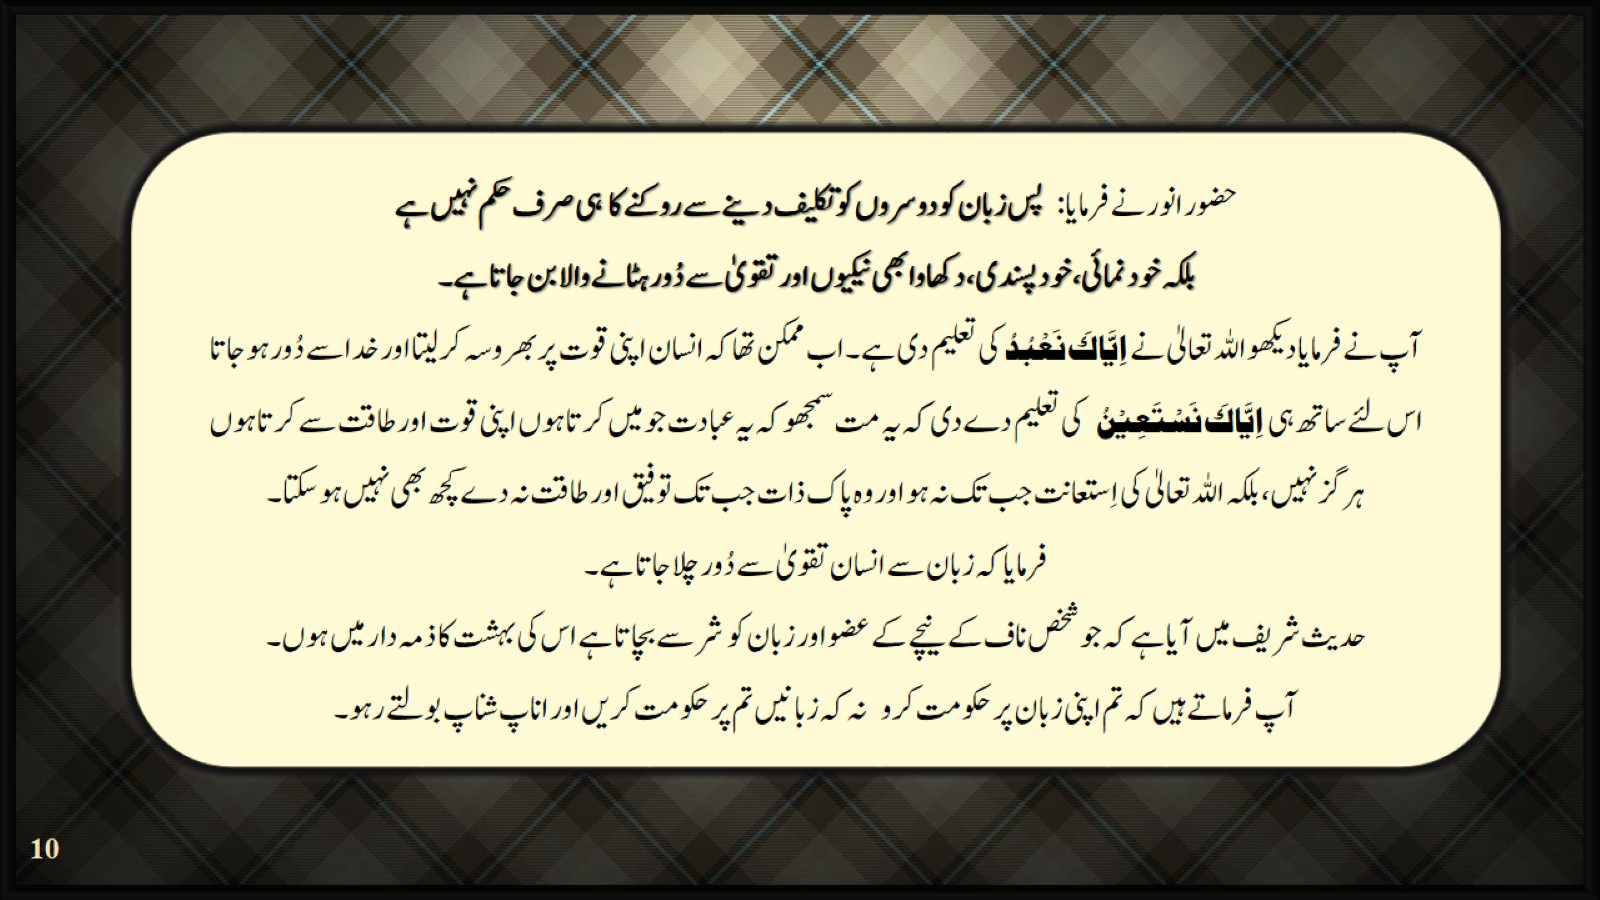 حضور انور نے فرمایا: پس زبان کو دوسروں کو تکلیف دینے سے روکنے کا ہی صرف حکم نہیں ہے
بلکہ خود نمائی، خود پسندی، دکھاوا بھی نیکیوں اور تقویٰ سے دُور ہٹانے والا بن جاتا ہے۔
آپ نے فرمایا دیکھو اللہ تعالیٰ نے اِیَّاکَ نَعْبُدُ کی تعلیم دی ہے۔ اب ممکن تھا کہ انسان اپنی قوت پر بھروسہ کر لیتا اور خدا سے دُور ہو جاتا
اس لئے ساتھ ہی اِیَّاکَ نَسْتَعِیْنُ کی تعلیم دے دی کہ یہ مت سمجھو کہ یہ عبادت جو میں کرتا ہوں اپنی قوت اور طاقت سے کرتا ہوں
ہرگز نہیں، بلکہ اللہ تعالیٰ کی اِستعانت جب تک نہ ہو اور وہ پاک ذات جب تک توفیق اور طاقت نہ دے کچھ بھی نہیں ہو سکتا۔
فرمایا کہ زبان سے انسان تقویٰ سے دُور چلا جاتا ہے۔
حدیث شریف میں آیا ہے کہ جو شخص ناف کے نیچے کے عضو اور زبان کو شر سے بچاتا ہے اس کی بہشت کا ذمہ دار میں ہوں۔
آپ فرماتے ہیں کہ تم اپنی زبان پر حکومت کرو نہ کہ زبانیں تم پر حکومت کریں اور اناپ شناپ بولتے رہو۔
10